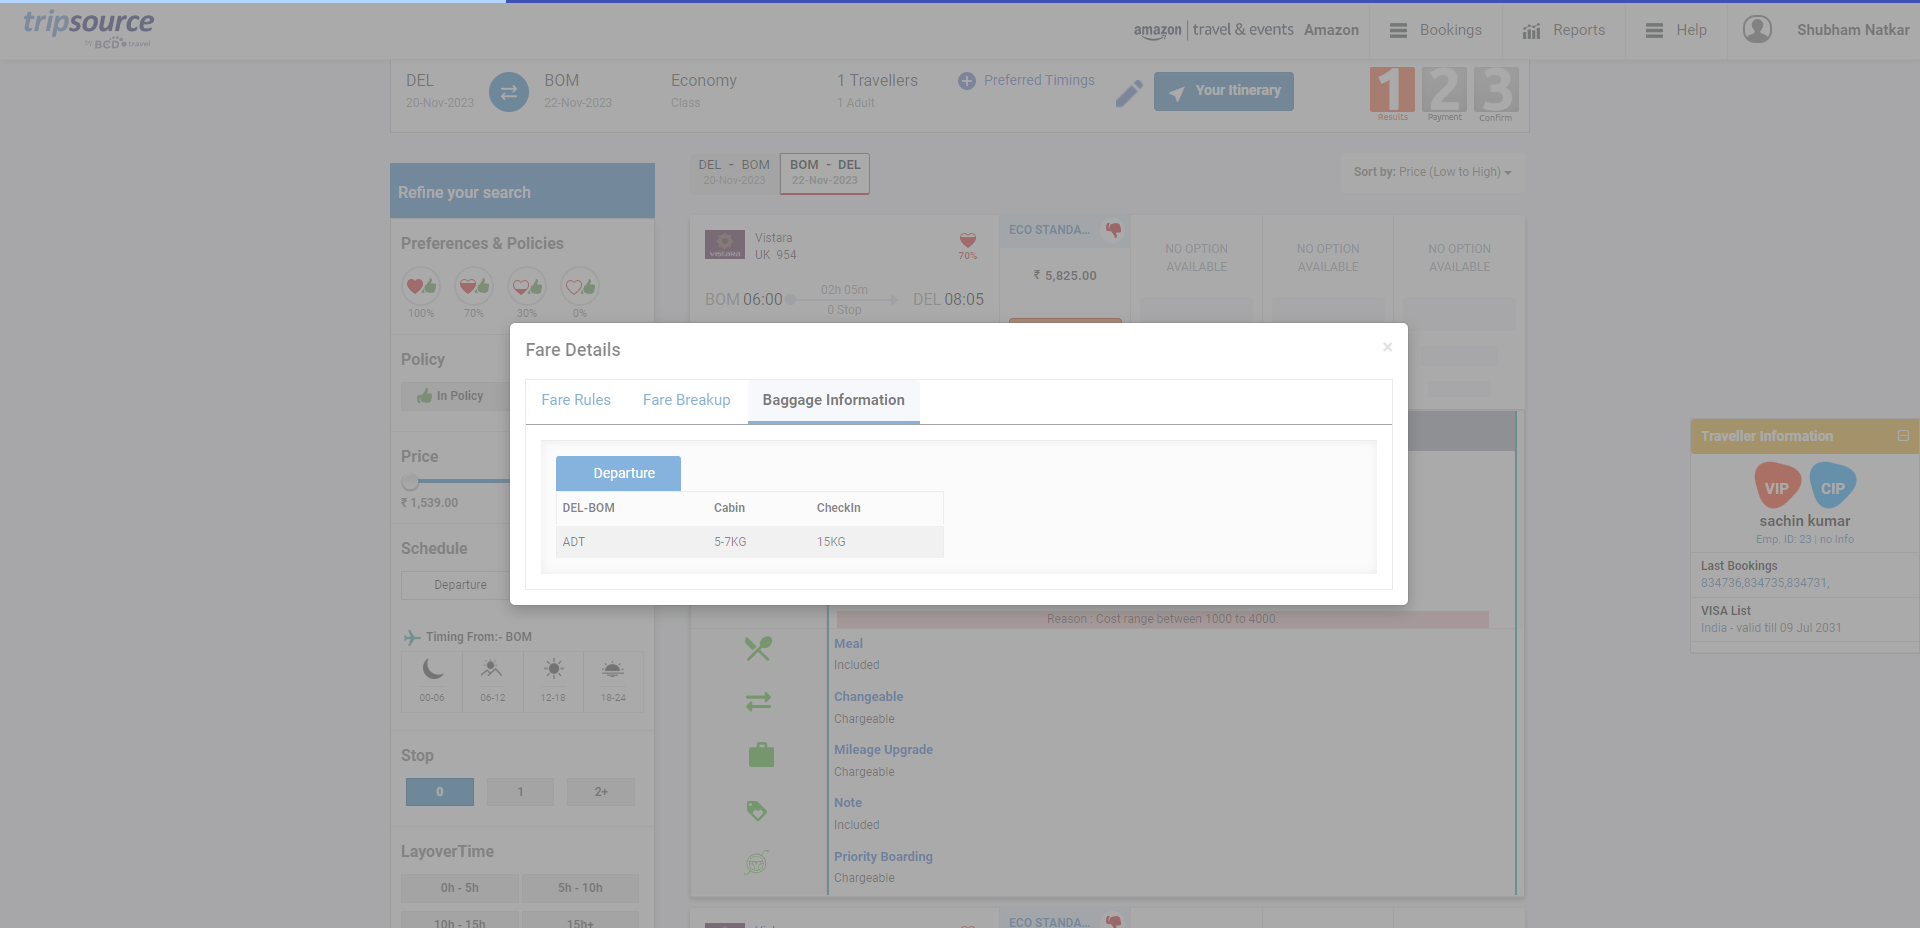 tripsource
BY BCD travel
amazon travel & events Amazon
Bookings
Reports
Help
Shubham Natkar
DEL
20-Nov-2023
BOM
22-Nov-2023
Economy
Class
1 Travellers
1 Adult
Preferred Timings
Your Itinerary
1 2 3
Results Payment Confirm
Refine your search
Preferences & Policies
100% 70% 30% 0%
Policy
In Policy
Price
₹ 1,539.00
Schedule
Departure
Timing From:- BOM
00-06 06-12 12-18 18-24
Stop
0 1 2+
LayoverTime
0h - 5h 5h - 10h
10h - 15h 15h+
DEL - BOM
20-Nov-2023
BOM - DEL
22-Nov-2023
Sort by: Price (Low to High)
VISTARA
Vistara
UK 954
70%
BOM 06:00
02h 05m
0 Stop
DEL 08:05
ECO STANDA...
₹ 5,825.00
NO OPTION
AVAILABLE
NO OPTION
AVAILABLE
NO OPTION
AVAILABLE
Fare Details
×
Fare Rules Fare Breakup Baggage Information
Departure
DEL-BOM Cabin CheckIn
ADT 5-7KG 15KG
Reason : Cost range between 1000 to 4000.
Meal
Included
Changeable
Chargeable
Mileage Upgrade
Chargeable
Note
Included
Priority Boarding
Chargeable
ECO STANDA...
Traveller Information
VIP CIP
sachin kumar
Emp. ID: 23 | no Info
Last Bookings
834736,834735,834731,
VISA List
India - valid till 09 Jul 2031